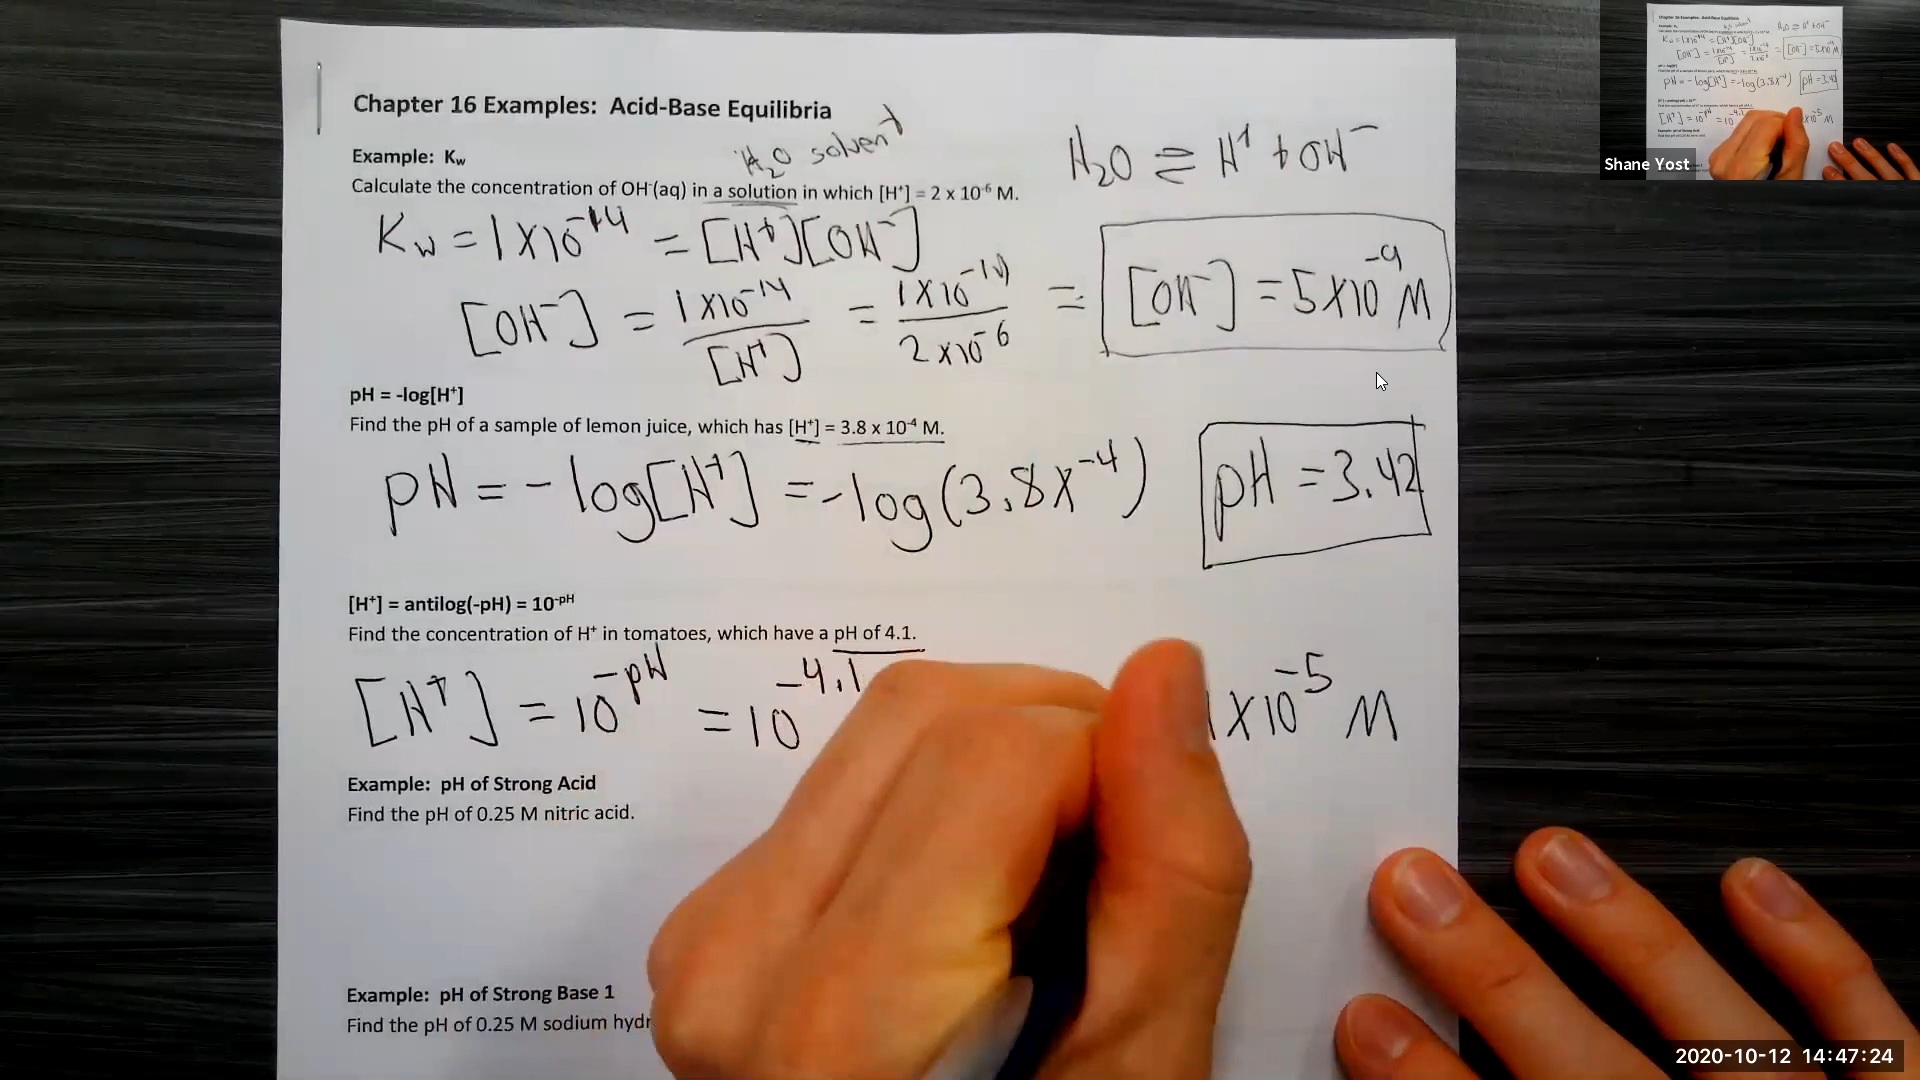 Chapter 16 Examples: Acid-Base Equilibria
H₂O solvent
H₂O ⇌ H⁺ + OH⁻
Example: Kw
Calculate the concentration of OH⁻(aq) in a solution in which [H⁺] = 2 x 10⁻⁶ M.
Kw = 1X10⁻¹⁴ = [H⁺][OH⁻]
[OH⁻] = 1X10⁻¹⁴/[H⁺] = 1X10⁻¹⁴/2x10⁻⁶ = [OH⁻] = 5X10⁻⁹ M
pH = -log[H⁺]
Find the pH of a sample of lemon juice, which has [H⁺] = 3.8 x 10⁻⁴ M.
pH = -log[H⁺] = -log(3.8X⁻⁴) pH = 3.42
[H⁺] = antilog(-pH) = 10⁻ᵖᴴ
Find the concentration of H⁺ in tomatoes, which have a pH of 4.1.
[H⁺] = 10⁻ᵖᴴ = 10⁻⁴·¹ X10⁻⁵ M
Example: pH of Strong Acid
Find the pH of 0.25 M nitric acid.
Example: pH of Strong Base 1
Find the pH of 0.25 M sodium hydr
Shane Yost
2020-10-12 14:47:24